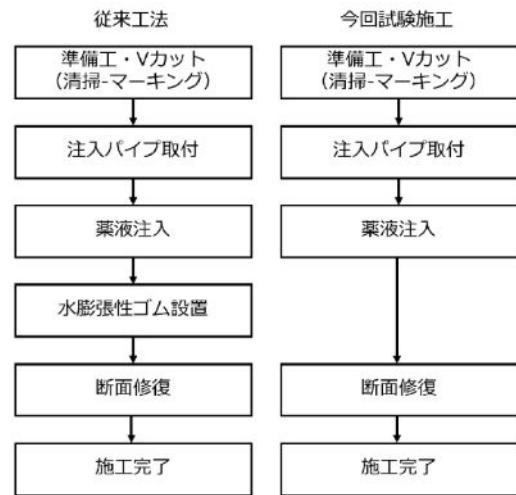 従来工法
準備工・Vカット
（清掃-マーキング）
注入パイプ取付
薬液注入
水膨張性ゴム設置
断面修復
施工完了
今回試験施工
準備工・Vカット
（清掃-マーキング）
注入パイプ取付
薬液注入
断面修復
施工完了